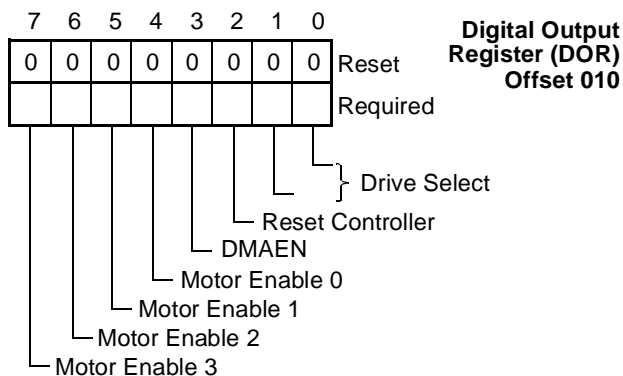 7 6 5 4 3 2 1 0
Digital Output
Register (DOR)
Offset 010
0 0 0 0 0 0 0 0 Reset
Required
Drive Select
Reset Controller
DMAEN
Motor Enable 0
Motor Enable 1
Motor Enable 2
Motor Enable 3